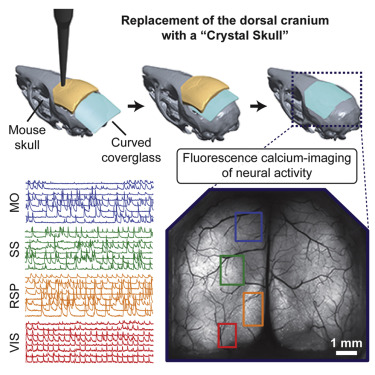 Replacement of the dorsal cranium
with a “Crystal Skull”
Mouse
skull
Curved
coverglass
Fluorescence calcium-imaging
of neural activity
MO
SS
RSP
VIS
1 mm